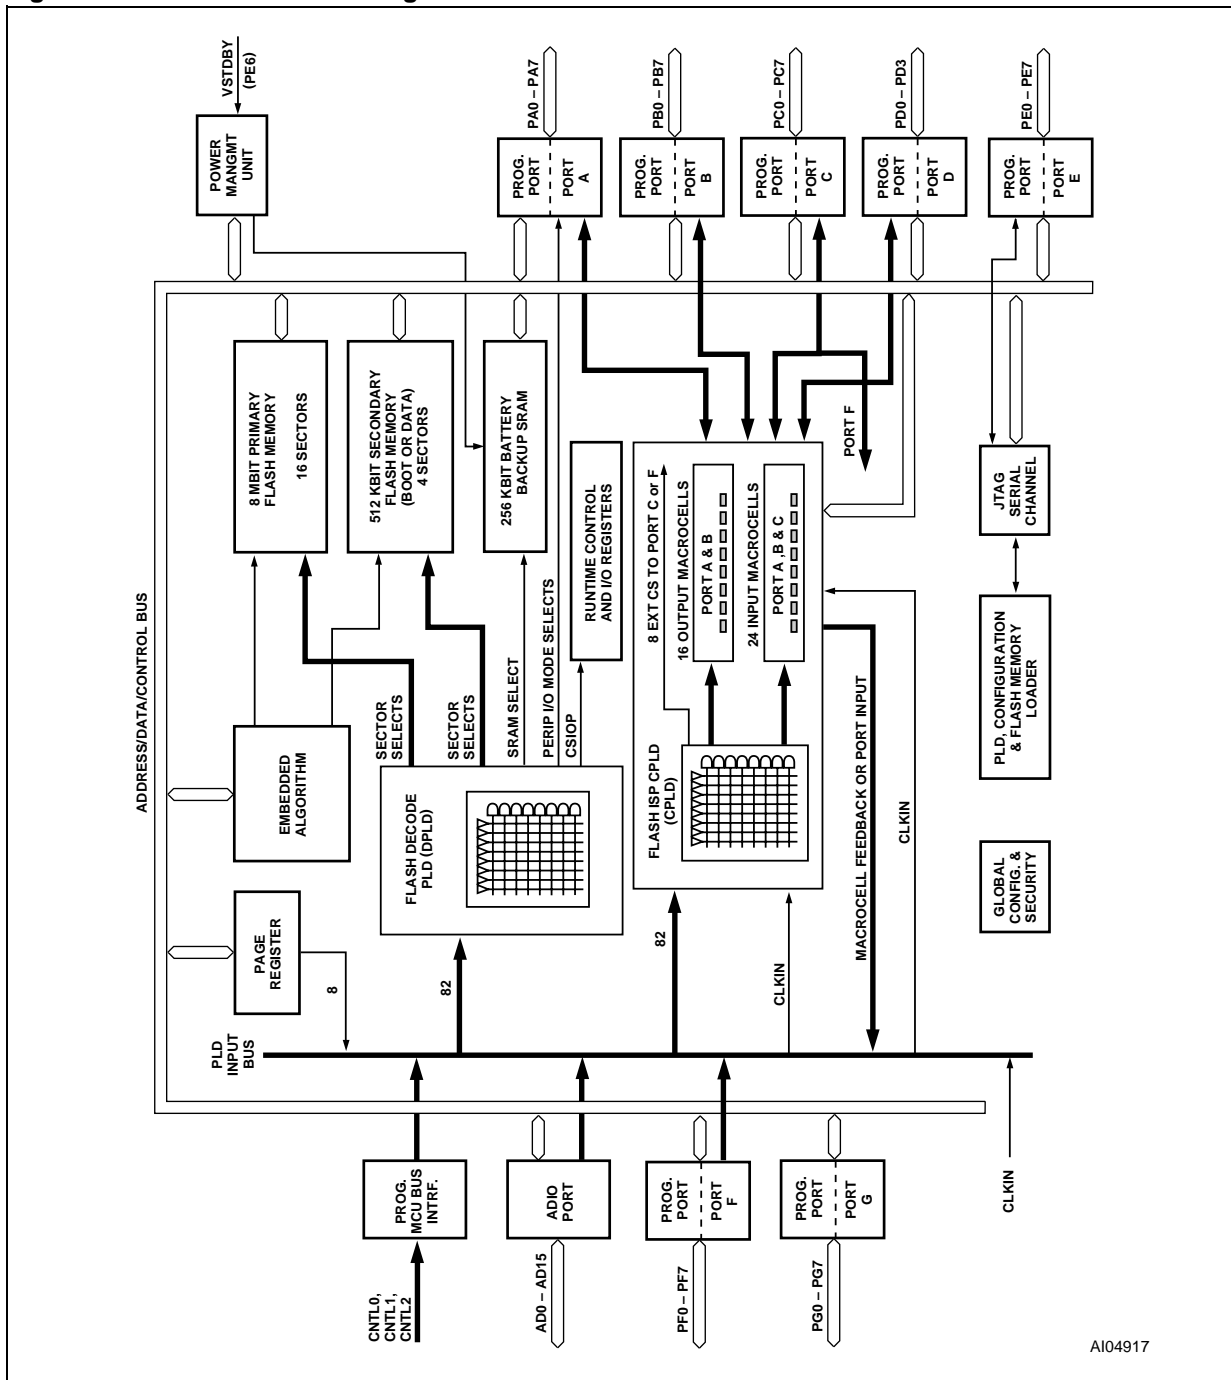 VSTDBY
(PE6)
PA0 – PA7
PB0 – PB7
PC0 – PC7
PD0 – PD3
PE0 – PE7
POWER
MANGMT
UNIT
PROG.
PORT
PORT
A
PROG.
PORT
PORT
B
PROG.
PORT
PORT
C
PROG.
PORT
PORT
D
PROG.
PORT
PORT
E
ADDRESS/DATA/CONTROL BUS
8 MBIT PRIMARY
FLASH MEMORY
16 SECTORS
512 KBIT SECONDARY
FLASH MEMORY
(BOOT OR DATA)
4 SECTORS
256 KBIT BATTERY
BACKUP SRAM
RUNTIME CONTROL
AND I/O REGISTERS
8 EXT CS TO PORT C or F
16 OUTPUT MACROCELLS
PORT A & B
24 INPUT MACROCELLS
PORT A ,B & C
PORT F
JTAG
SERIAL
CHANNEL
EMBEDDED
ALGORITHM
SECTOR
SELECTS
SECTOR
SELECTS
SRAM SELECT
PERIP I/O MODE SELECTS
CSIOP
FLASH DECODE
PLD (DPLD)
FLASH ISP CPLD
(CPLD)
MACROCELL FEEDBACK OR PORT INPUT
CLKIN
PLD, CONFIGURATION
& FLASH MEMORY
LOADER
GLOBAL
CONFIG. &
SECURITY
PAGE
REGISTER
8
82
82
CLKIN
PLD
INPUT
BUS
PROG.
MCU BUS
INTRF.
ADIO
PORT
PROG.
PORT
PORT
F
PROG.
PORT
PORT
G
CLKIN
CNTL0,
CNTL1,
CNTL2
AD0 – AD15
PF0 – PF7
PG0 – PG7
AI04917